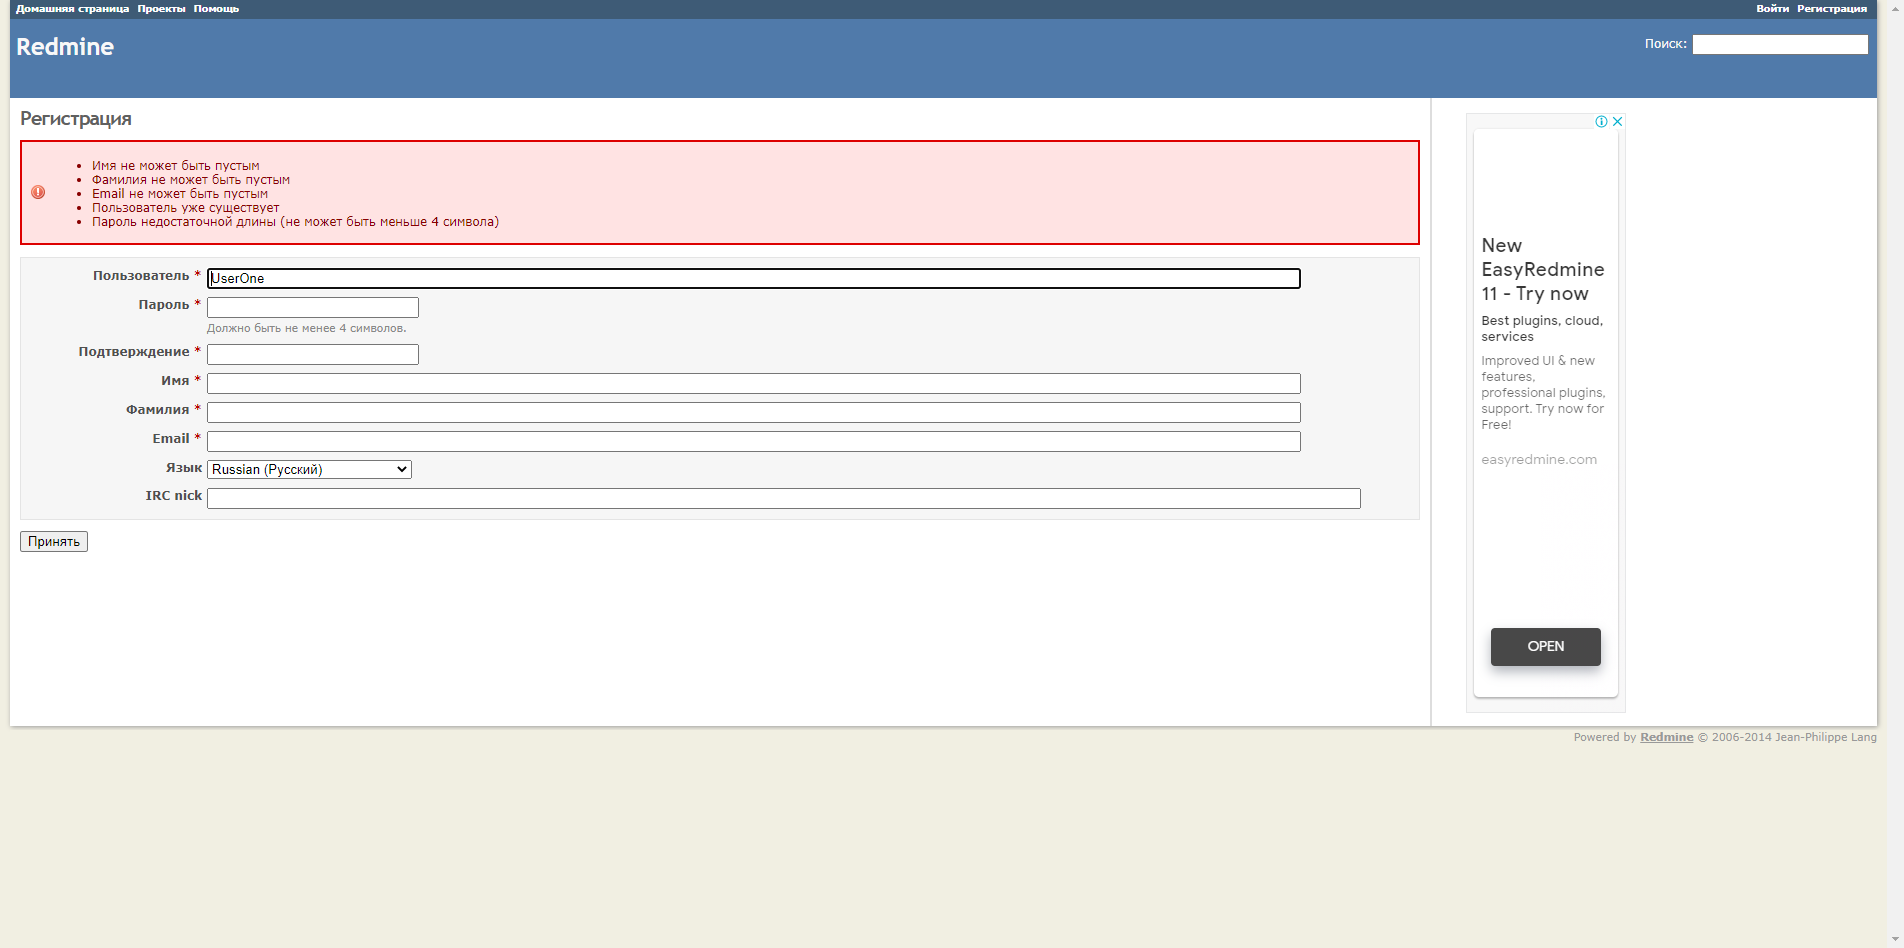 Домашняя страница Проекты Помощь
Войти Регистрация
Redmine
Поиск:
Регистрация
Имя не может быть пустым
Фамилия не может быть пустым
Email не может быть пустым
Пользователь уже существует
Пароль недостаточной длины (не может быть меньше 4 символа)
Пользователь * UserOne
Пароль *
Должно быть не менее 4 символов.
Подтверждение *
Имя *
Фамилия *
Email *
Язык Russian (Русский)
IRC nick
Принять
New
EasyRedmine
11 - Try now
Best plugins, cloud,
services
Improved UI & new
features,
professional plugins,
support. Try now for
Free!
easyredmine.com
OPEN
Powered by Redmine © 2006-2014 Jean-Philippe Lang